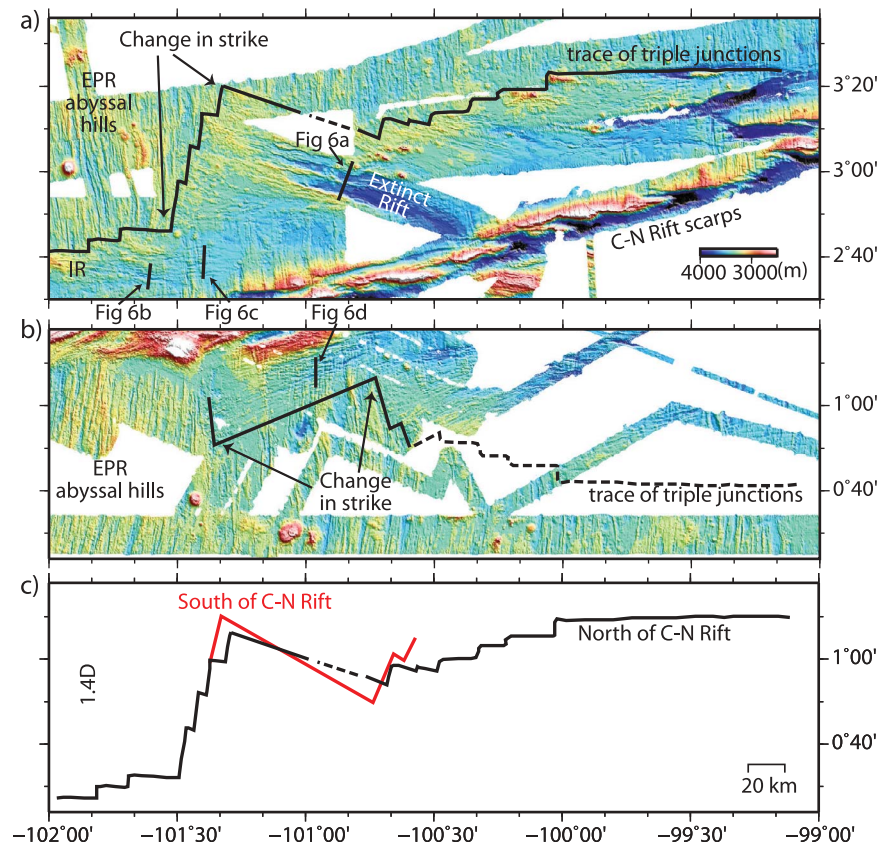 a)
Change in strike
EPR
abyssal
hills
trace of triple junctions
3°20'
Fig 6a
3°00'
Extinct
Rift
C-N Rift scarps
IR
4000 3000(m)
2°40'
Fig 6b
Fig 6c
Fig 6d
b)
1°00'
EPR
abyssal hills
Change
in strike
trace of triple junctions
0°40'
c)
South of C-N Rift
North of C-N Rift
1°00'
1.4D
0°40'
20 km
−102°00' −101°30' −101°00' −100°30' −100°00' −99°30' −99°00'